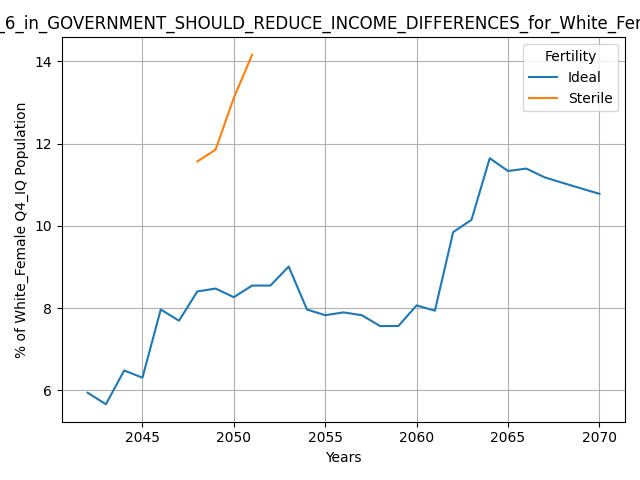 _6_in_GOVERNMENT_SHOULD_REDUCE_INCOME_DIFFERENCES_for_White_Fem
Fertility
Ideal
Sterile
14
12
10
8
6
% of White_Female Q4_IQ Population
2045 2050 2055 2060 2065 2070
Years